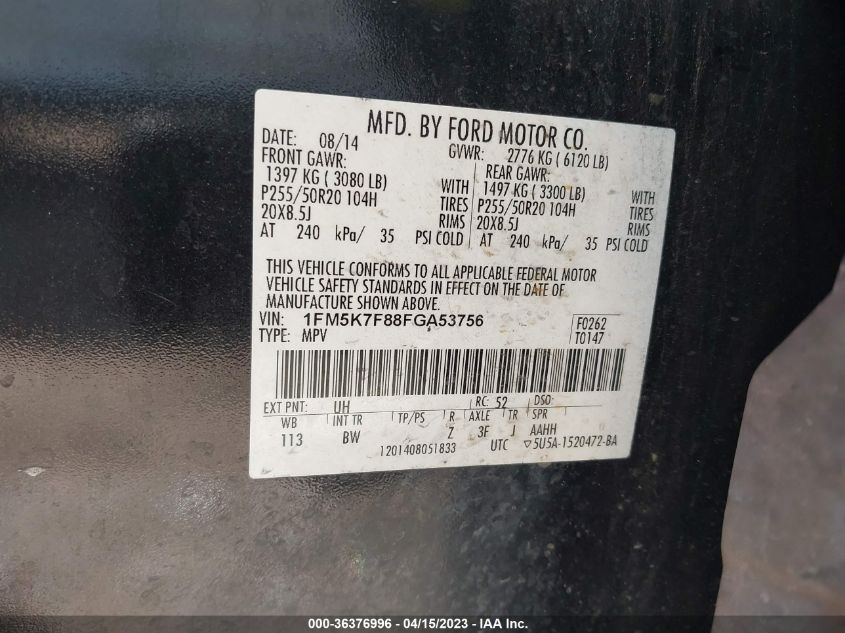 MFD. BY FORD MOTOR CO.
DATE: 08/14 GVWR: 2776 KG ( 6120 LB)
FRONT GAWR: REAR GAWR:
1397 KG ( 3080 LB) WITH 1497 KG ( 3300 LB) WITH
P255/50R20 104H TIRES P255/50R20 104H TIRES
20X8.5J RIMS 20X8.5J RIMS
AT 240 kPa/ 35 PSI COLD AT 240 kPa/ 35 PSI COLD
THIS VEHICLE CONFORMS TO ALL APPLICABLE FEDERAL MOTOR
VEHICLE SAFETY STANDARDS IN EFFECT ON THE DATE OF
MANUFACTURE SHOWN ABOVE.
VIN: 1FM5K7F88FGA53756 F0262
TYPE: MPV T0147
EXT PNT: UH RC: 52 DSO:
WB INT TR TP/PS R AXLE TR SPR
113 BW Z 3F J AAHH
1201408051833 UTC ▽5U5A-1520472-BA
000-36376996 - 04/15/2023 - IAA Inc.